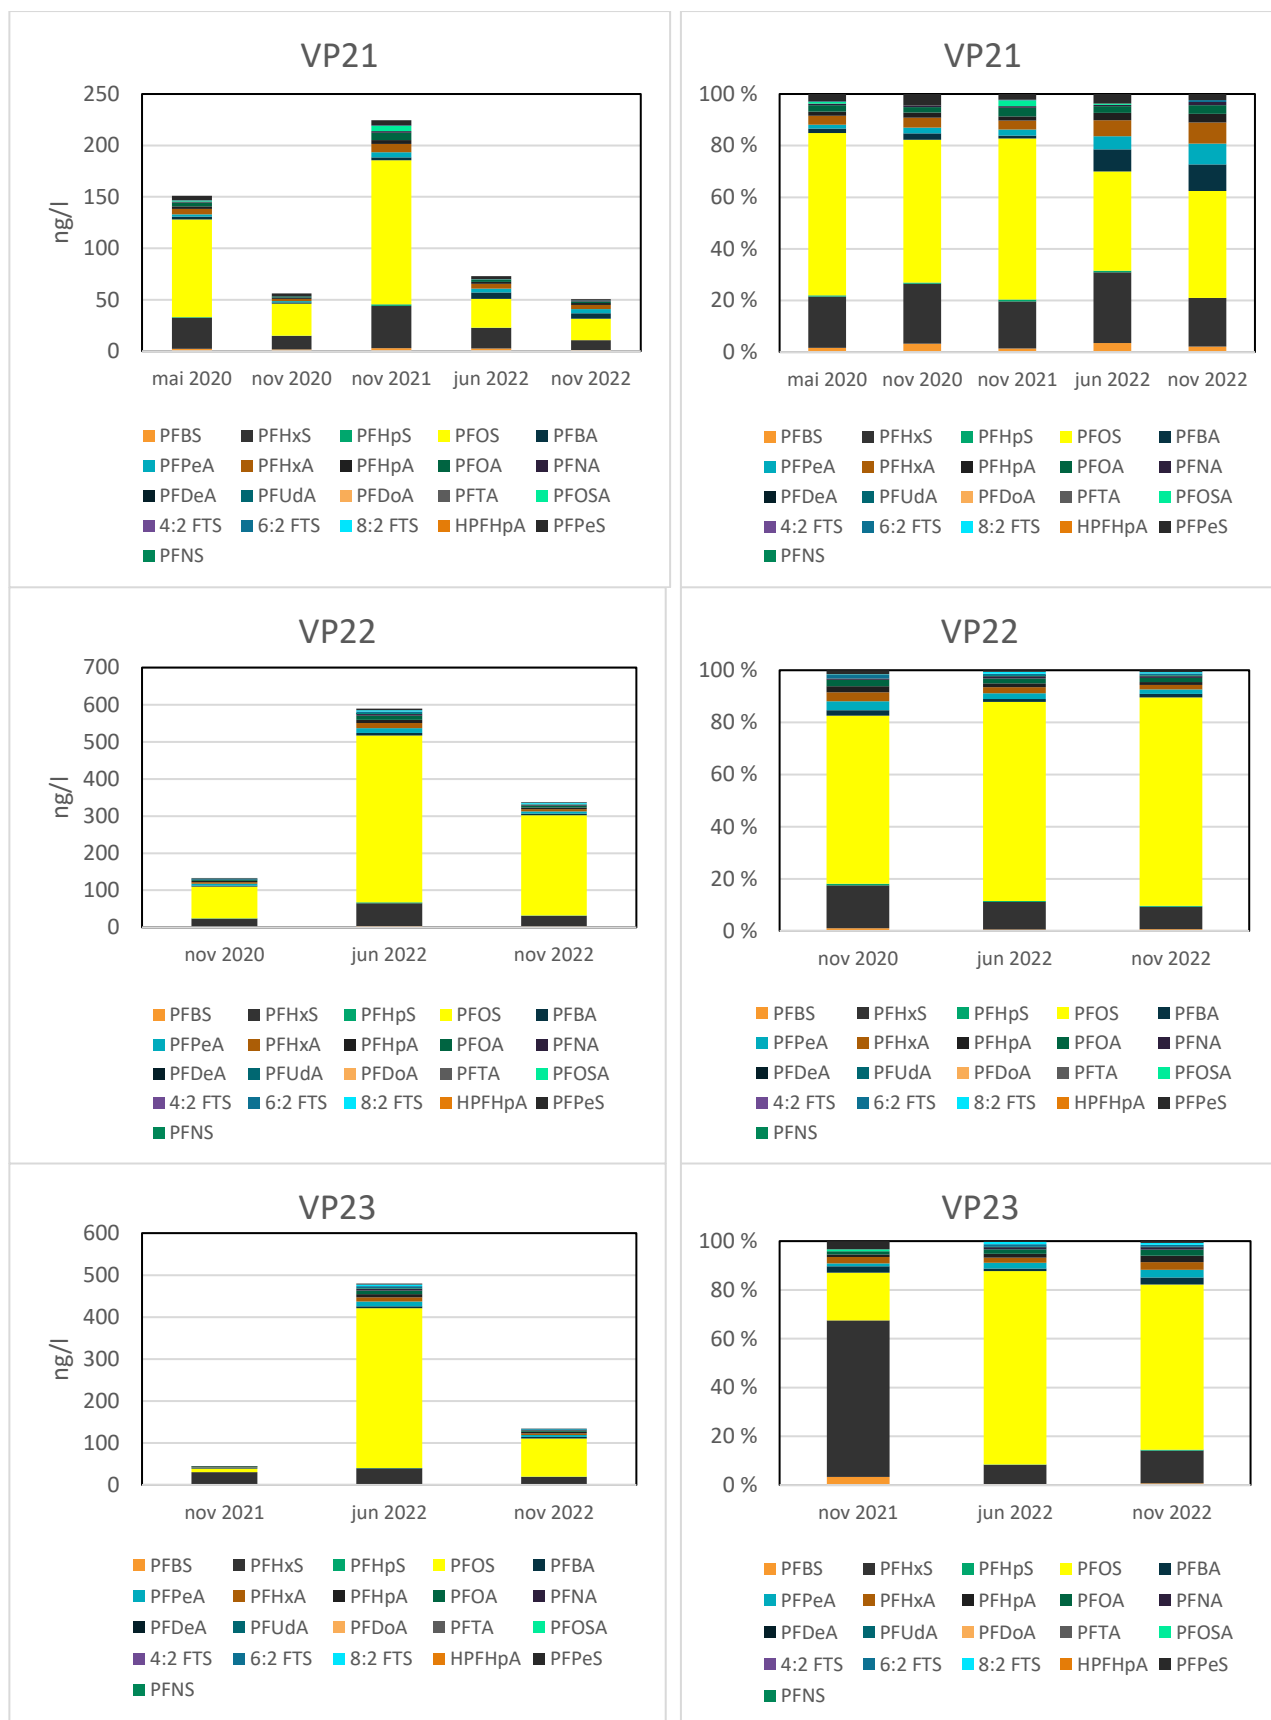 VP21
250
200
150
100
50
0
ng/l
mai 2020 nov 2020 nov 2021 jun 2022 nov 2022
PFBS PFHxS PFHpS PFOS PFBA
PFPeA PFHxA PFHpA PFOA PFNA
PFDeA PFUdA PFDoA PFTA PFOSA
4:2 FTS 6:2 FTS 8:2 FTS HPFHpA PFPeS
PFNS
VP21
100 %
80 %
60 %
40 %
20 %
0 %
mai 2020 nov 2020 nov 2021 jun 2022 nov 2022
PFBS PFHxS PFHpS PFOS PFBA
PFPeA PFHxA PFHpA PFOA PFNA
PFDeA PFUdA PFDoA PFTA PFOSA
4:2 FTS 6:2 FTS 8:2 FTS HPFHpA PFPeS
PFNS
VP22
700
600
500
400
300
200
100
0
ng/l
nov 2020 jun 2022 nov 2022
PFBS PFHxS PFHpS PFOS PFBA
PFPeA PFHxA PFHpA PFOA PFNA
PFDeA PFUdA PFDoA PFTA PFOSA
4:2 FTS 6:2 FTS 8:2 FTS HPFHpA PFPeS
PFNS
VP22
100 %
80 %
60 %
40 %
20 %
0 %
nov 2020 jun 2022 nov 2022
PFBS PFHxS PFHpS PFOS PFBA
PFPeA PFHxA PFHpA PFOA PFNA
PFDeA PFUdA PFDoA PFTA PFOSA
4:2 FTS 6:2 FTS 8:2 FTS HPFHpA PFPeS
PFNS
VP23
600
500
400
300
200
100
0
ng/l
nov 2021 jun 2022 nov 2022
PFBS PFHxS PFHpS PFOS PFBA
PFPeA PFHxA PFHpA PFOA PFNA
PFDeA PFUdA PFDoA PFTA PFOSA
4:2 FTS 6:2 FTS 8:2 FTS HPFHpA PFPeS
PFNS
VP23
100 %
80 %
60 %
40 %
20 %
0 %
nov 2021 jun 2022 nov 2022
PFBS PFHxS PFHpS PFOS PFBA
PFPeA PFHxA PFHpA PFOA PFNA
PFDeA PFUdA PFDoA PFTA PFOSA
4:2 FTS 6:2 FTS 8:2 FTS HPFHpA PFPeS
PFNS